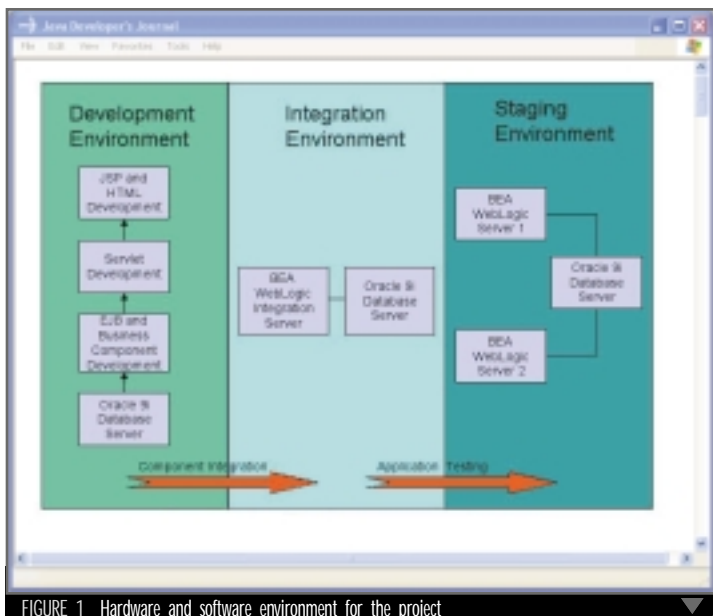 Java Developer's Journal
File Edit View Favorites Tools Help
Development
Environment
JSP and
HTML
Development
Servlet
Development
EJB and
Business
Component
Development
Oracle 9i
Database
Server
Component Integration
Integration
Environment
BEA
WebLogic
Integration
Server
Oracle 9i
Database
Server
Application Testing
Staging
Environment
BEA
WebLogic
Server 1
Oracle 9i
Database
Server
BEA
WebLogic
Server 2
FIGURE 1 Hardware and software environment for the project